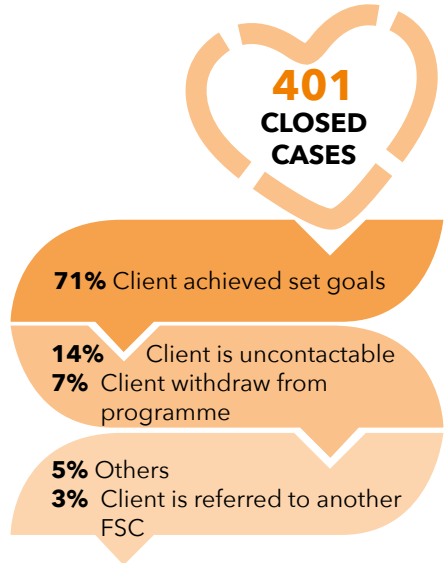 401
CLOSED
CASES
71% Client achieved set goals
14% Client is uncontactable
7% Client withdraw from
programme
5% Others
3% Client is referred to another
FSC